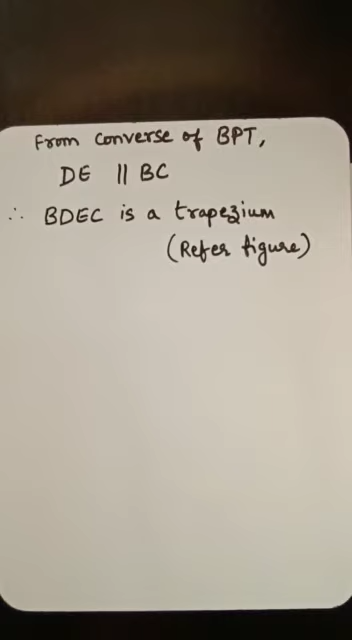 From converse of BPT,
DE || BC
∴ BDEC is a trapezium
(Refer figure)